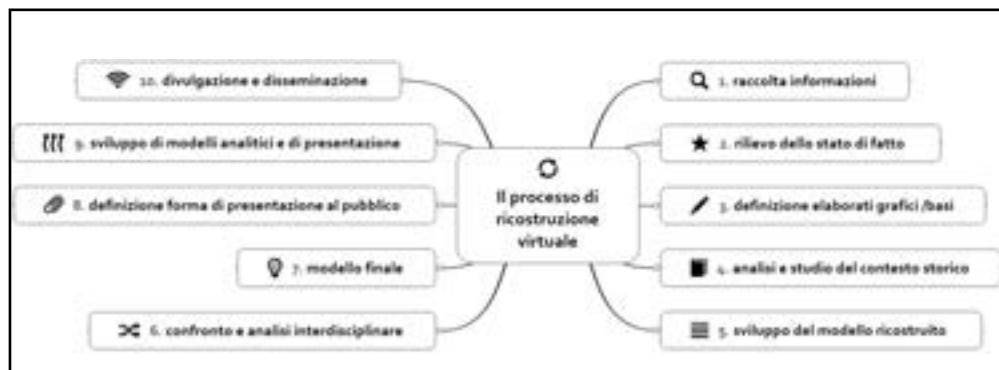 Il processo di
ricostruzione
virtuale
1. raccolta informazioni
2. rilievo dello stato di fatto
3. definizione elaborati grafici /basi
4. analisi e studio del contesto storico
5. sviluppo del modello ricostruito
6. confronto e analisi interdisciplinare
7. modello finale
8. definizione forma di presentazione al pubblico
9. sviluppo di modelli analitici e di presentazione
10. divulgazione e disseminazione